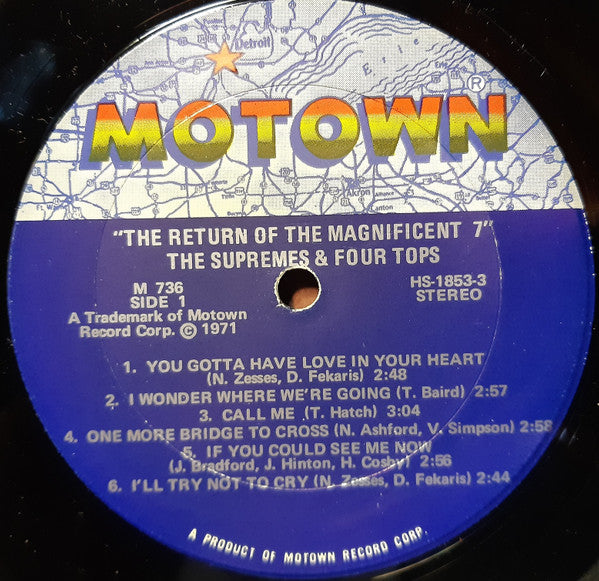 Detroit
Erie
MOTOWN®
Akron
Canton
"THE RETURN OF THE MAGNIFICENT 7"
THE SUPREMES & FOUR TOPS
M 736
SIDE 1
HS-1853-3
STEREO
A Trademark of Motown
Record Corp. © 1971
1. YOU GOTTA HAVE LOVE IN YOUR HEART
(N. Zesses, D. Fekaris) 2:48
2. I WONDER WHERE WE'RE GOING (T. Baird) 2:57
3. CALL ME (T. Hatch) 3:04
4. ONE MORE BRIDGE TO CROSS (N. Ashford, V. Simpson) 2:58
5. IF YOU COULD SEE ME NOW
(J. Bradford, J. Hinton, H. Cosby) 2:56
6. I'LL TRY NOT TO CRY (N. Zesses, D. Fekaris) 2:44
A PRODUCT OF MOTOWN RECORD CORP.